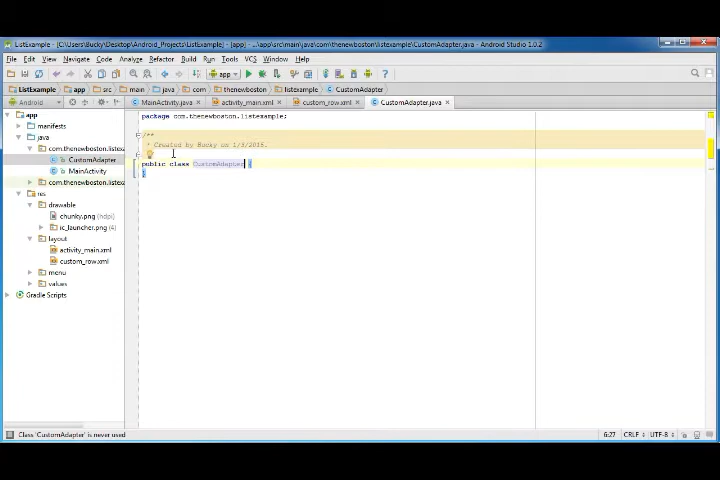 ListExample - [C:\Users\Bucky\Desktop\Android_Projects\ListExample] - [app] - ...\app\src\main\java\com\thenewboston\listexample\CustomAdapter.java - Android Studio 1.0.2
File Edit View Navigate Code Analyze Refactor Build Run Tools VCS Window Help
app
ListExample app src main java com thenewboston listexample CustomAdapter
Android MainActivity.java activity_main.xml custom_row.xml CustomAdapter.java
app
manifests
java
com.thenewboston.listexa
CustomAdapter
MainActivity
com.thenewboston.listexa
res
drawable
chunky.png (hdpi)
ic_launcher.png (4)
layout
activity_main.xml
custom_row.xml
menu
values
Gradle Scripts
package com.thenewboston.listexample;
/**
* Created by Bucky on 1/3/2015.
public class CustomAdapter {
}
Class 'CustomAdapter' is never used 6:27 CRLF UTF-8